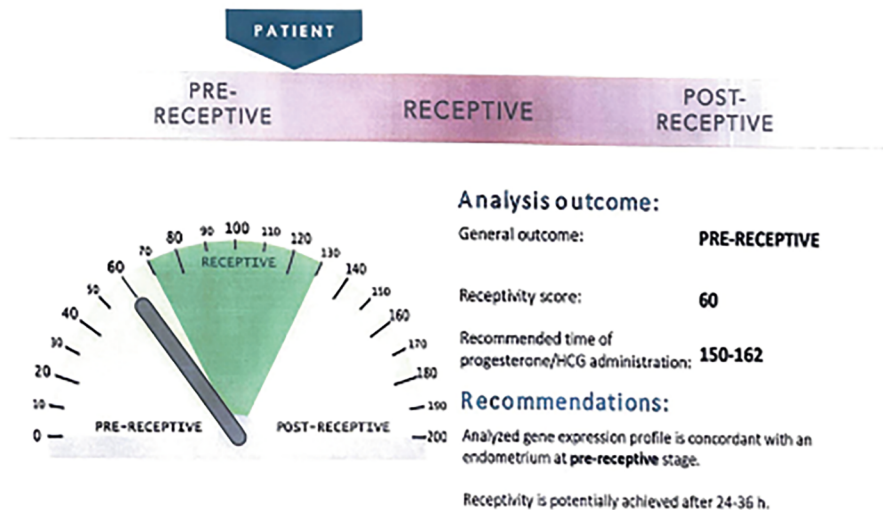 PATIENT
PRE-
RECEPTIVE
RECEPTIVE
POST-
RECEPTIVE
0
10
20
30
40
50
60
70
80
90
100
110
120
130
140
150
160
170
180
190
200
RECEPTIVE
PRE-RECEPTIVE
POST-RECEPTIVE
Analysis outcome:
General outcome: PRE-RECEPTIVE
Receptivity score: 60
Recommended time of
progesterone/HCG administration: 150-162
Recommendations:
Analyzed gene expression profile is concordant with an
endometrium at pre-receptive stage.
Receptivity is potentially achieved after 24-36 h.